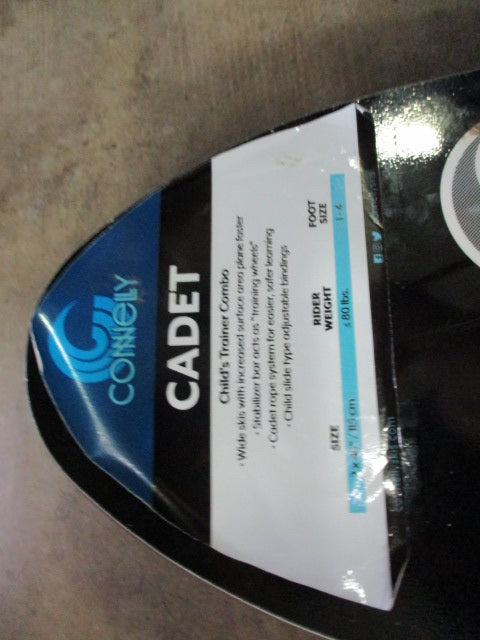 CONNELLY
CADET
Child's Trainer Combo
• Wide skis with increased surface area plane faster
• Stabilizer bar acts as "training wheels"
• Cadet rope system for easier, safer learning
• Child slide type adjustable bindings
SIZE RIDER WEIGHT FOOT SIZE
/ 115 cm ≤ 80 lbs. 1-4